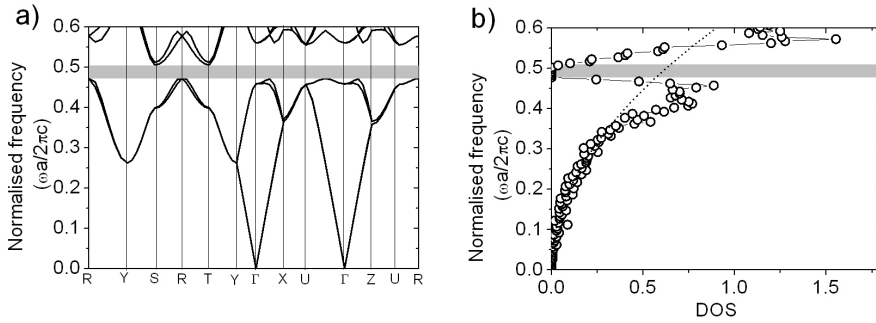 a)
Normalised frequency
(ωa/2πc)
0.6
0.5
0.4
0.3
0.2
0.1
0.0
R Y S R T Y Γ X U Γ Z U R
b)
Normalised frequency
(ωa/2πc)
0.6
0.5
0.4
0.3
0.2
0.1
0.0
0.0 0.5 1.0 1.5
DOS